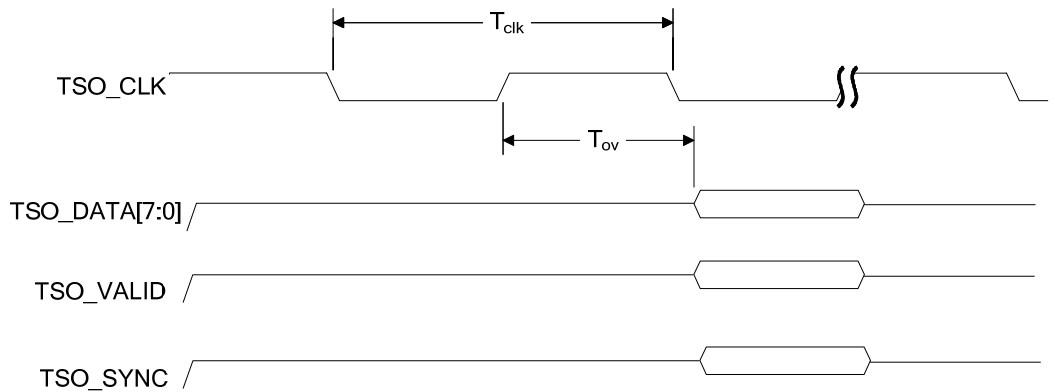 Tclk
TSO_CLK
Tov
TSO_DATA[7:0]
TSO_VALID
TSO_SYNC